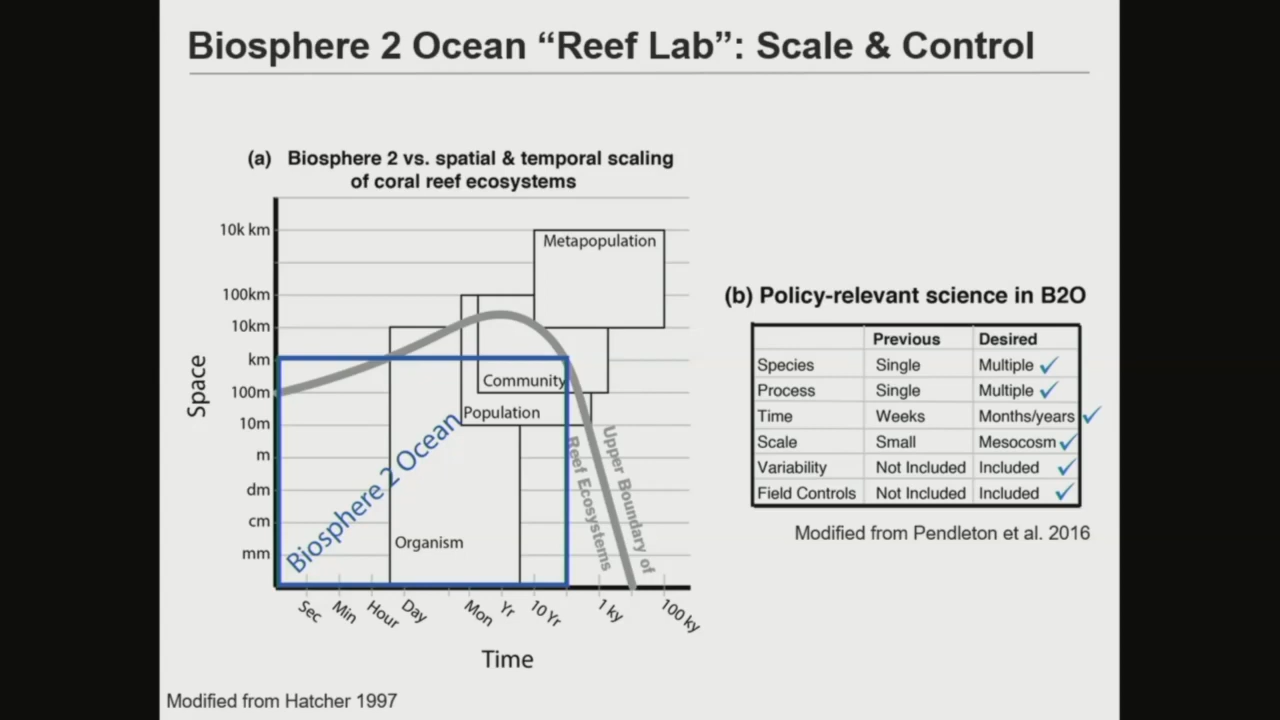 Biosphere 2 Ocean “Reef Lab”: Scale & Control
(a) Biosphere 2 vs. spatial & temporal scaling
of coral reef ecosystems
Space
10k km
100km
10km
km
100m
10m
m
dm
cm
mm
Metapopulation
Community
Population
Organism
Biosphere 2 Ocean
Upper Boundary of
Reef Ecosystems
Sec Min Hour Day Mon Yr 10 Yr 1 ky 100 ky
Time
Modified from Hatcher 1997
(b) Policy-relevant science in B2O
Previous Desired
Species Single Multiple ✓
Process Single Multiple ✓
Time Weeks Months/years ✓
Scale Small Mesocosm ✓
Variability Not Included Included ✓
Field Controls Not Included Included ✓
Modified from Pendleton et al. 2016